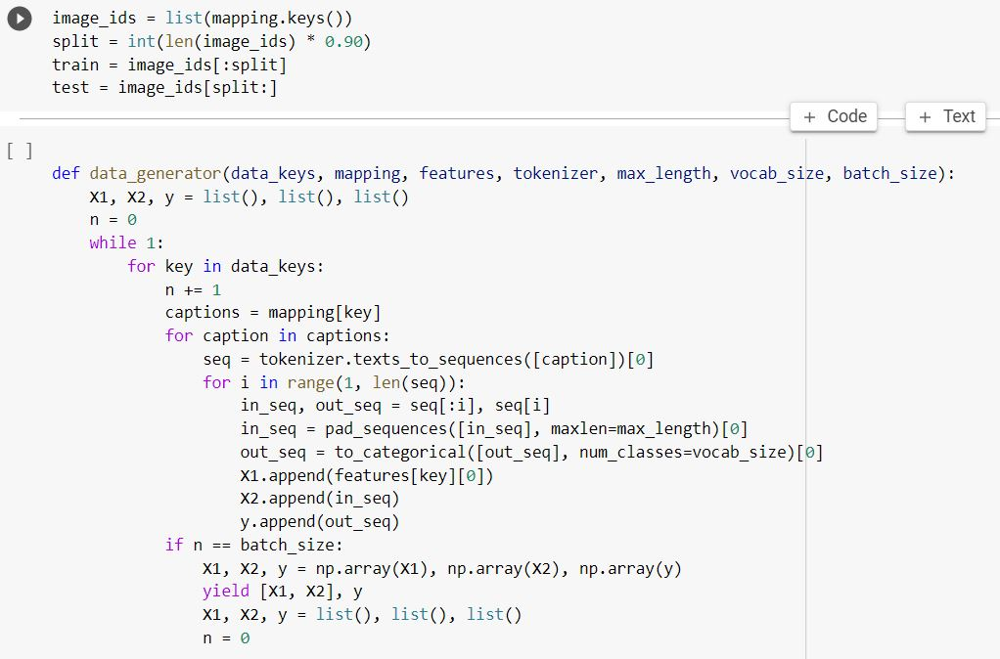 image_ids = list(mapping.keys())
split = int(len(image_ids) * 0.90)
train = image_ids[:split]
test = image_ids[split:]
+ Code + Text
[ ]
def data_generator(data_keys, mapping, features, tokenizer, max_length, vocab_size, batch_size):
    X1, X2, y = list(), list(), list()
    n = 0
    while 1:
        for key in data_keys:
            n += 1
            captions = mapping[key]
            for caption in captions:
                seq = tokenizer.texts_to_sequences([caption])[0]
                for i in range(1, len(seq)):
                    in_seq, out_seq = seq[:i], seq[i]
                    in_seq = pad_sequences([in_seq], maxlen=max_length)[0]
                    out_seq = to_categorical([out_seq], num_classes=vocab_size)[0]
                    X1.append(features[key][0])
                    X2.append(in_seq)
                    y.append(out_seq)
            if n == batch_size:
                X1, X2, y = np.array(X1), np.array(X2), np.array(y)
                yield [X1, X2], y
                X1, X2, y = list(), list(), list()
                n = 0